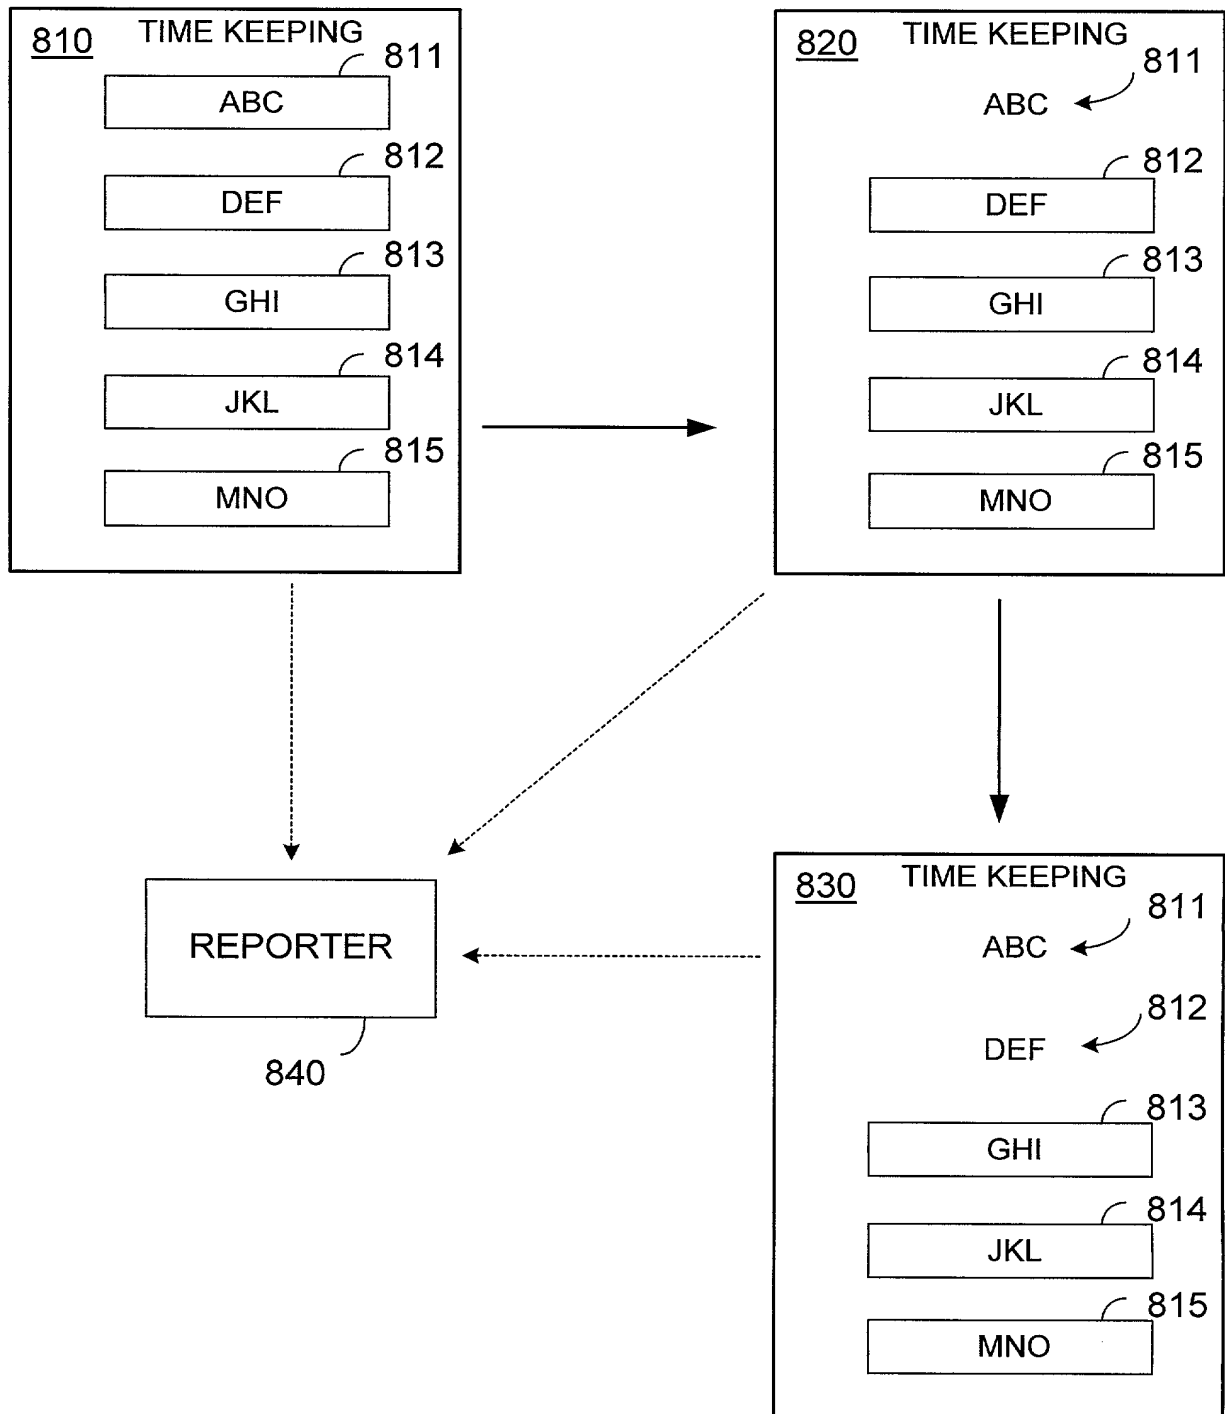 810 TIME KEEPING
811
ABC
812
DEF
813
GHI
814
JKL
815
MNO
820 TIME KEEPING
811
ABC
812
DEF
813
GHI
814
JKL
815
MNO
830 TIME KEEPING
811
ABC
812
DEF
813
GHI
814
JKL
815
MNO
REPORTER
840